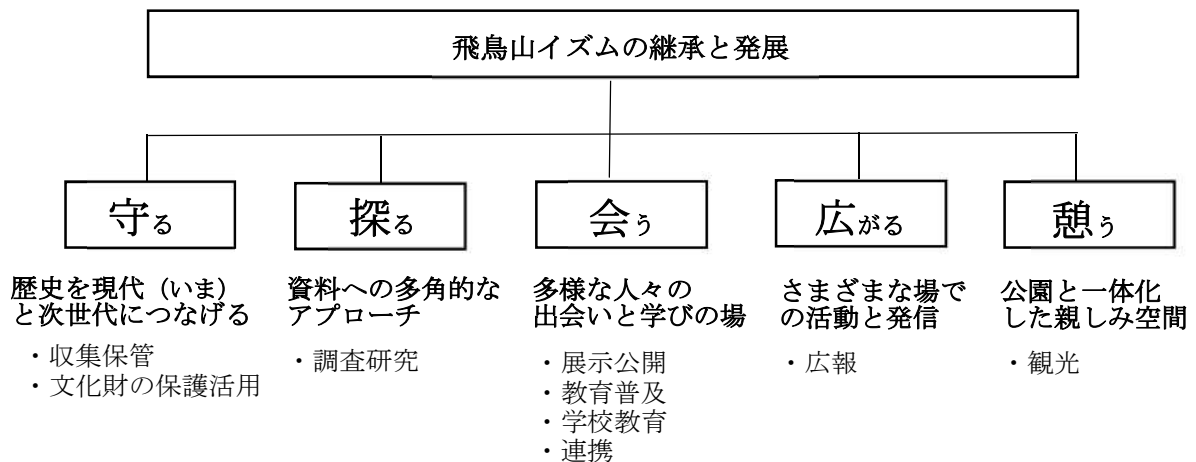 飛鳥山イズムの継承と発展
守る
歴史を現代（いま）
と次世代につなげる
・収集保管
・文化財の保護活用
探る
資料への多角的な
アプローチ
・調査研究
会う
多様な人々の
出会いと学びの場
・展示公開
・教育普及
・学校教育
・連携
広がる
さまざまな場で
の活動と発信
・広報
憩う
公園と一体化
した親しみ空間
・観光